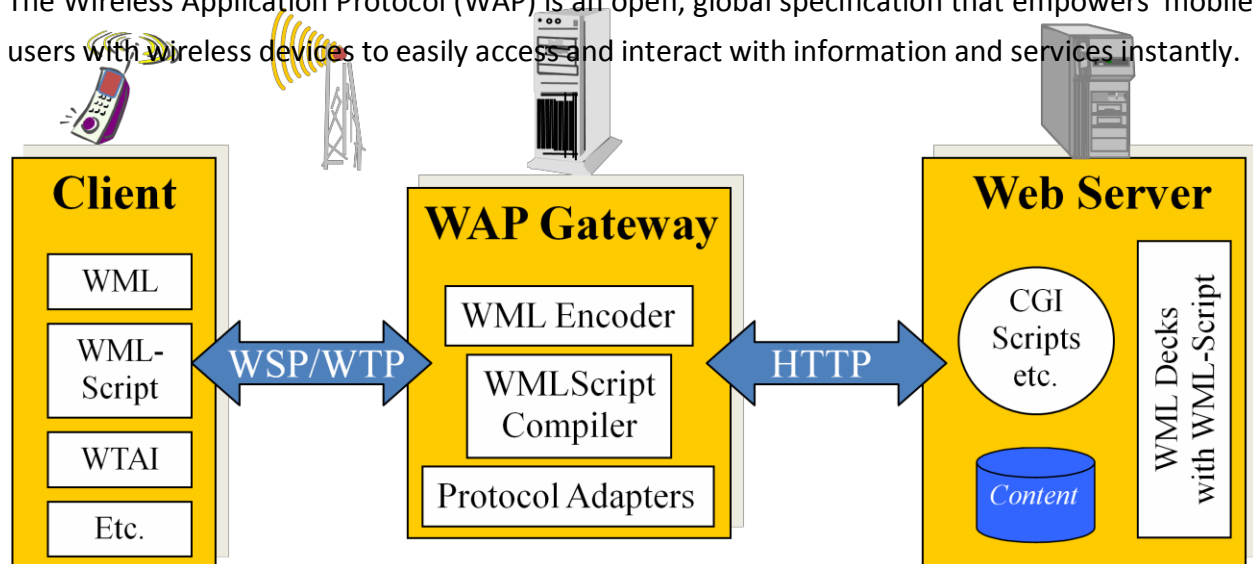 The Wireless Application Protocol (WAP) is an open, global specification that empowers mobile
users with wireless devices to easily access and interact with information and services instantly.
Client
WML
WML-
Script
WTAI
Etc.
WSP/WTP
WAP Gateway
WML Encoder
WMLScript
Compiler
Protocol Adapters
HTTP
Web Server
CGI
Scripts
etc.
Content
WML Decks
with WML-Script